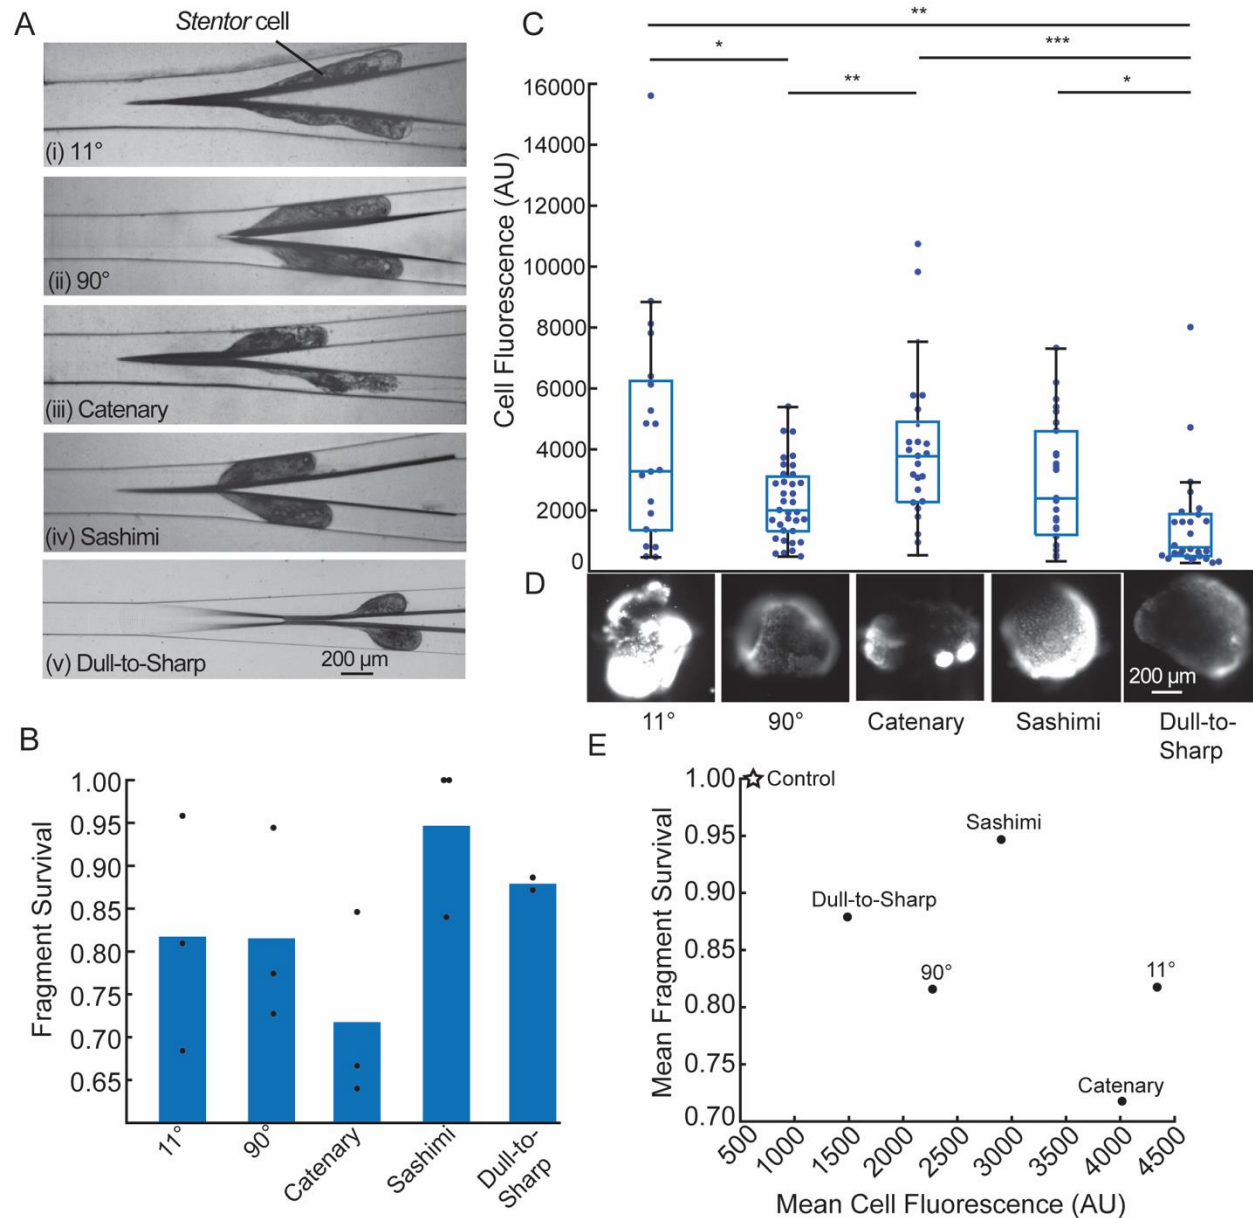 A
Stentor cell
(i) 11°
(ii) 90°
(iii) Catenary
(iv) Sashimi
(v) Dull-to-Sharp
200 µm
B
Fragment Survival
1.00
0.95
0.90
0.85
0.80
0.75
0.70
0.65
11°
90°
Catenary
Sashimi
Dull-to-
Sharp
C
**
* ***
** *
Cell Fluorescence (AU)
16000
14000
12000
10000
8000
6000
4000
2000
0
D
200 µm
11°
90°
Catenary
Sashimi
Dull-to-
Sharp
E
Mean Fragment Survival
1.00
0.95
0.90
0.85
0.80
0.75
0.70
Control
Sashimi
Dull-to-Sharp
90°
11°
Catenary
500
1000
1500
2000
2500
3000
3500
4000
4500
Mean Cell Fluorescence (AU)